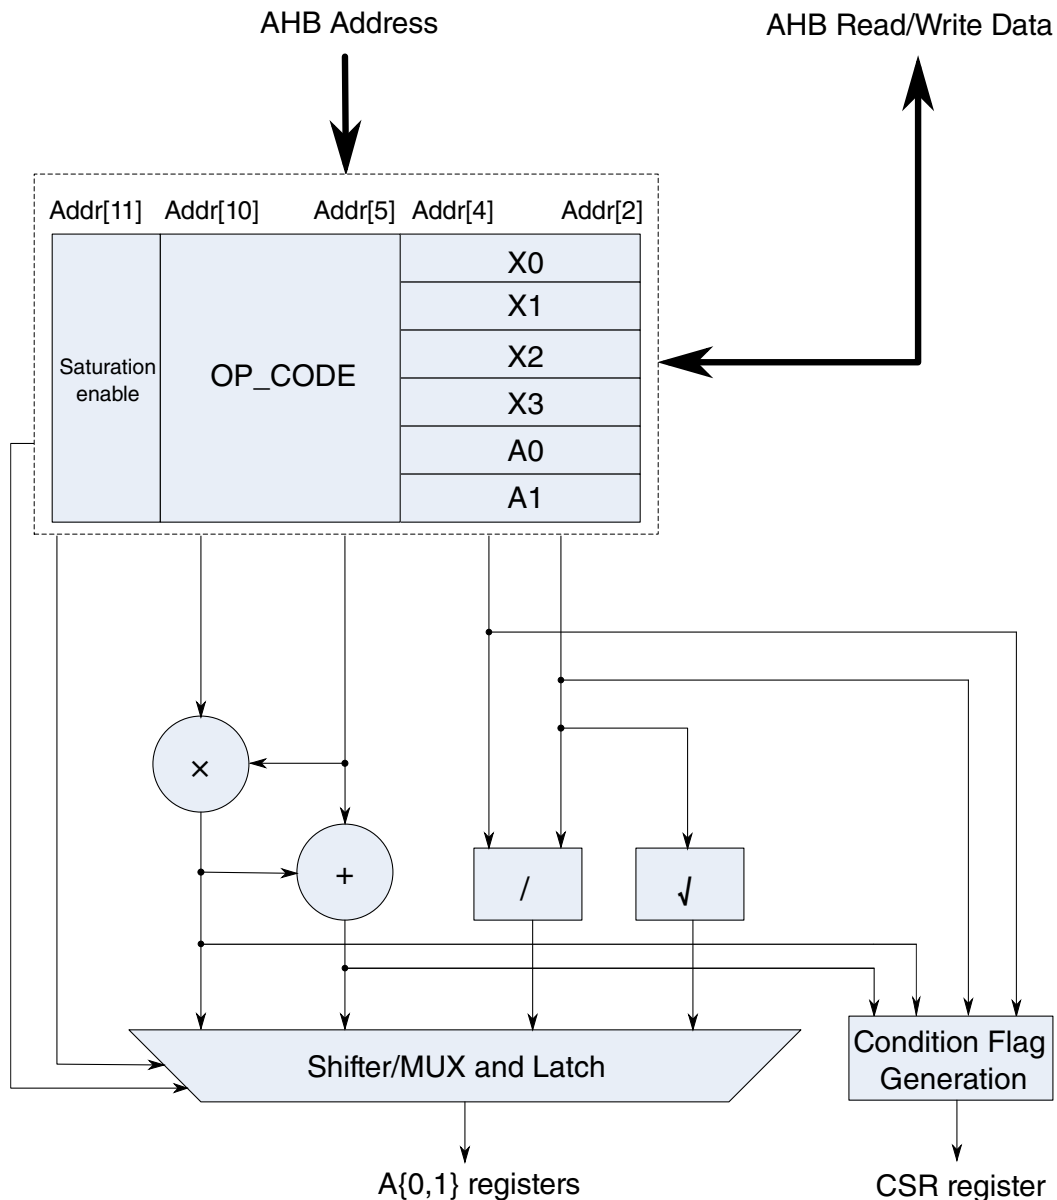 AHB Address
AHB Read/Write Data
Addr[11] Addr[10] Addr[5] Addr[4] Addr[2]
X0
X1
Saturation
enable
OP_CODE
X2
X3
A0
A1
×
+
/
√
Shifter/MUX and Latch
Condition Flag
Generation
A{0,1} registers
CSR register